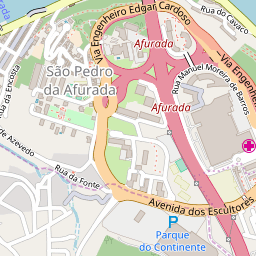 Via Engenheiro Edgar Cardoso
Rua do Cavaco
Afurada
São Pedro
da Afurada
Afurada
Rua Manuel Moreira de Barros
Via Engenhe
Rua da Encosta
de Azevedo
Rua da Fonte
Avenida dos Escultores
P
Parque
do Continente